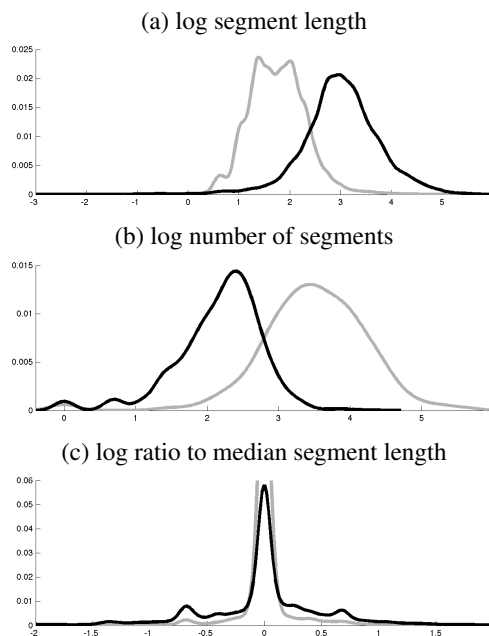 (a) log segment length
0.025
0.02
0.015
0.01
0.005
0
-3 -2 -1 0 1 2 3 4 5
(b) log number of segments
0.015
0.01
0.005
0
0 1 2 3 4 5
(c) log ratio to median segment length
0.06
0.05
0.04
0.03
0.02
0.01
0
-2 -1.5 -1 -0.5 0 0.5 1 1.5